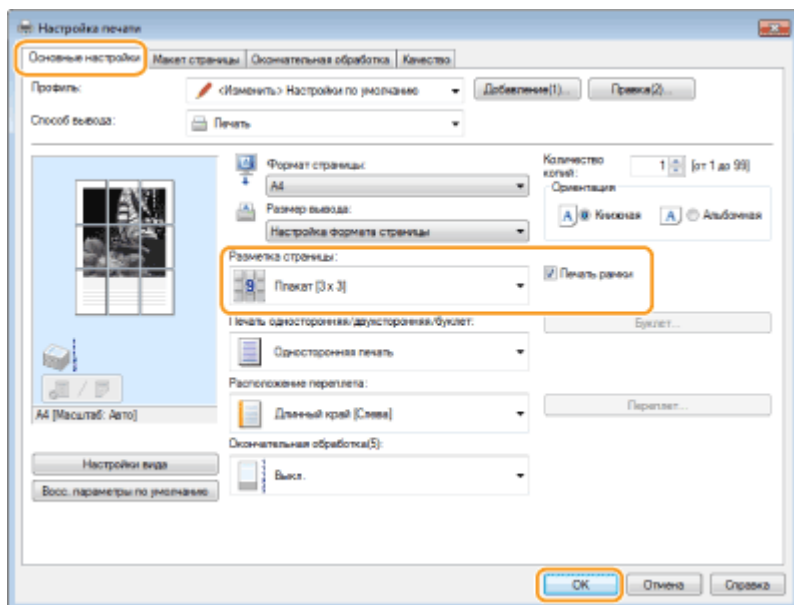 Настройка печати
Основные настройки Макет страницы Окончательная обработка Качество
Профиль: <Изменить> Настройки по умолчанию Добавление(1)... Правка(2)...
Способ вывода: Печать
Формат страницы:
A4
Количество копий: 1 [от 1 до 99]
Размер вывода:
Настройка формата страницы
Ориентация
A Книжная A Альбомная
Разметка страницы:
9 Плакат [3 x 3]
Печать рамки
Печать односторонняя/двухсторонняя/буклет:
Односторонняя печать
Буклет...
Расположение переплета:
Длинный край [Слева]
Переплет...
A4 [Масштаб: Авто]
Окончательная обработка(5):
Выкл.
Настройки вида
Восс. параметры по умолчанию
OK Отмена Справка